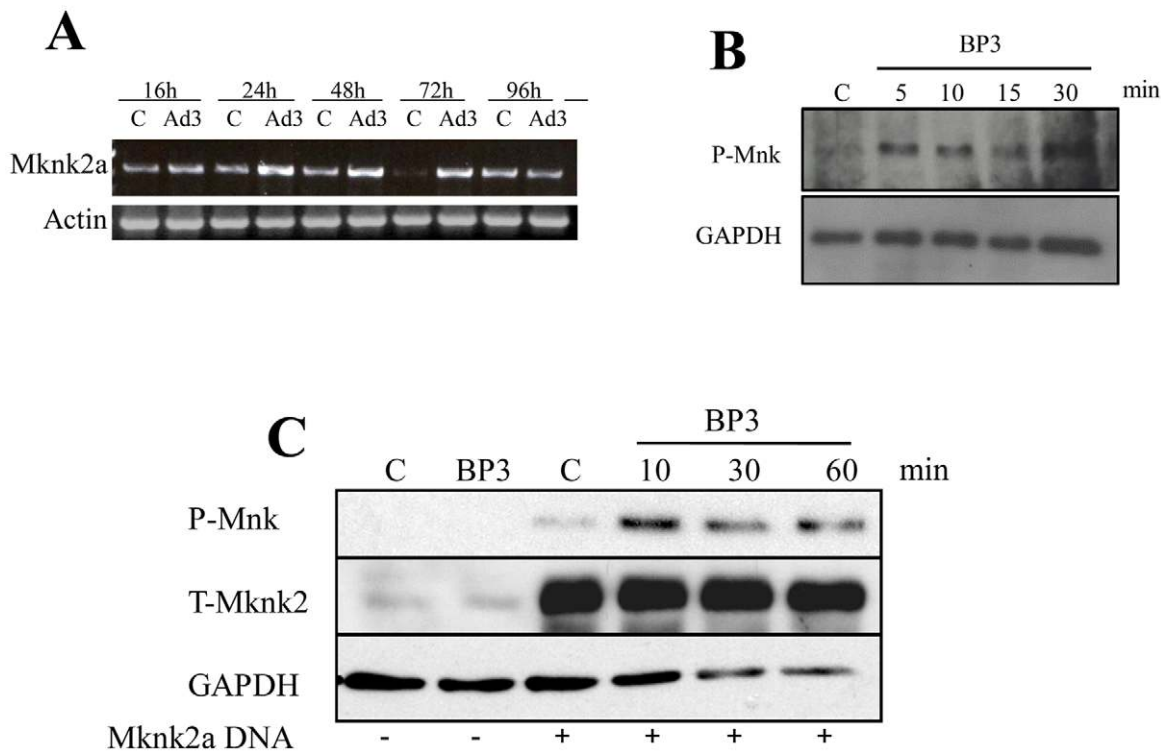 A
16h 24h 48h 72h 96h
C Ad3 C Ad3 C Ad3 C Ad3 C Ad3
Mknk2a
Actin
B
BP3
C 5 10 15 30 min
P-Mnk
GAPDH
C
BP3
C BP3 C 10 30 60 min
P-Mnk
T-Mknk2
GAPDH
Mknk2a DNA - - + + + +